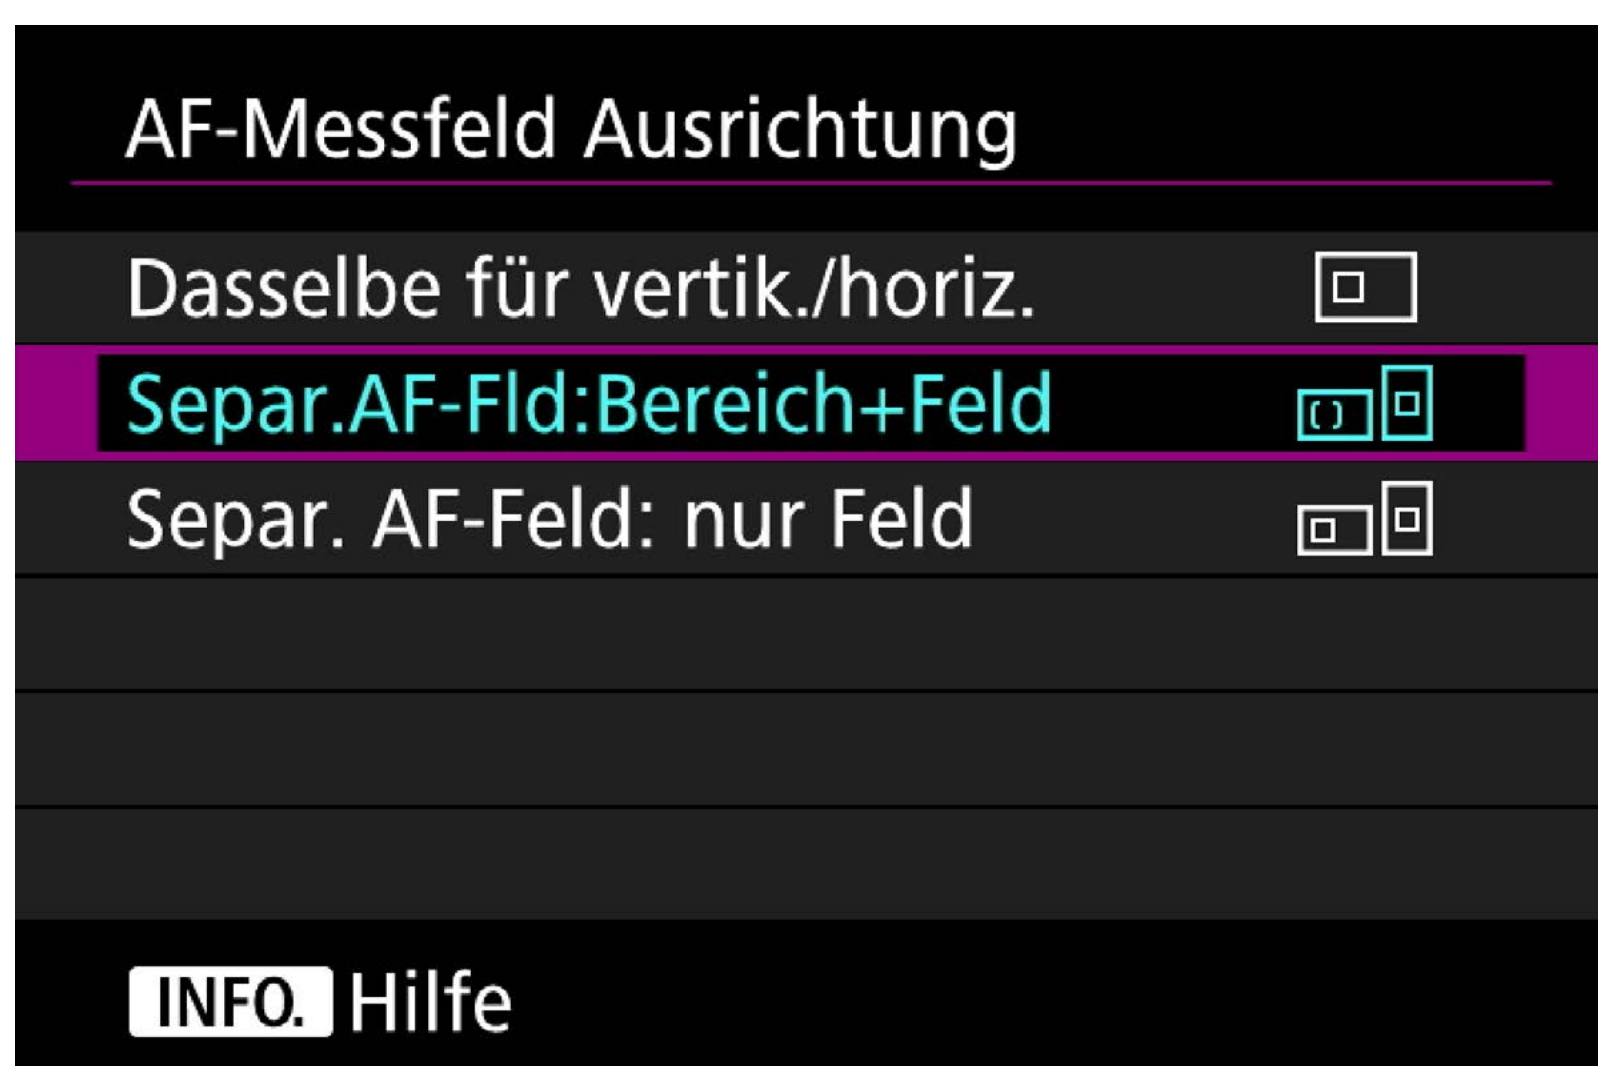 AF-Messfeld Ausrichtung
Dasselbe für vertik./horiz.
Separ.AF-Fld:Bereich+Feld
Separ. AF-Feld: nur Feld
INFO. Hilfe